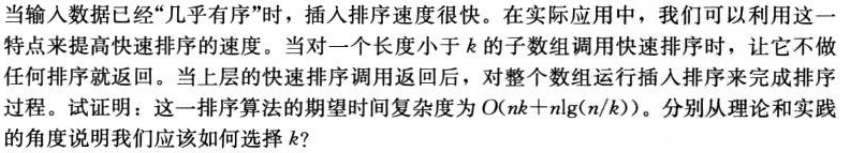 当输入数据已经“几乎有序”时，插入排序速度很快。在实际应用中，我们可以利用这一
特点来提高快速排序的速度。当对一个长度小于 k 的子数组调用快速排序时，让它不做
任何排序就返回。当上层的快速排序调用返回后，对整个数组运行插入排序来完成排序
过程。试证明：这一排序算法的期望时间复杂度为 O(nk+nlg(n/k))。分别从理论和实践
的角度说明我们应该如何选择 k?